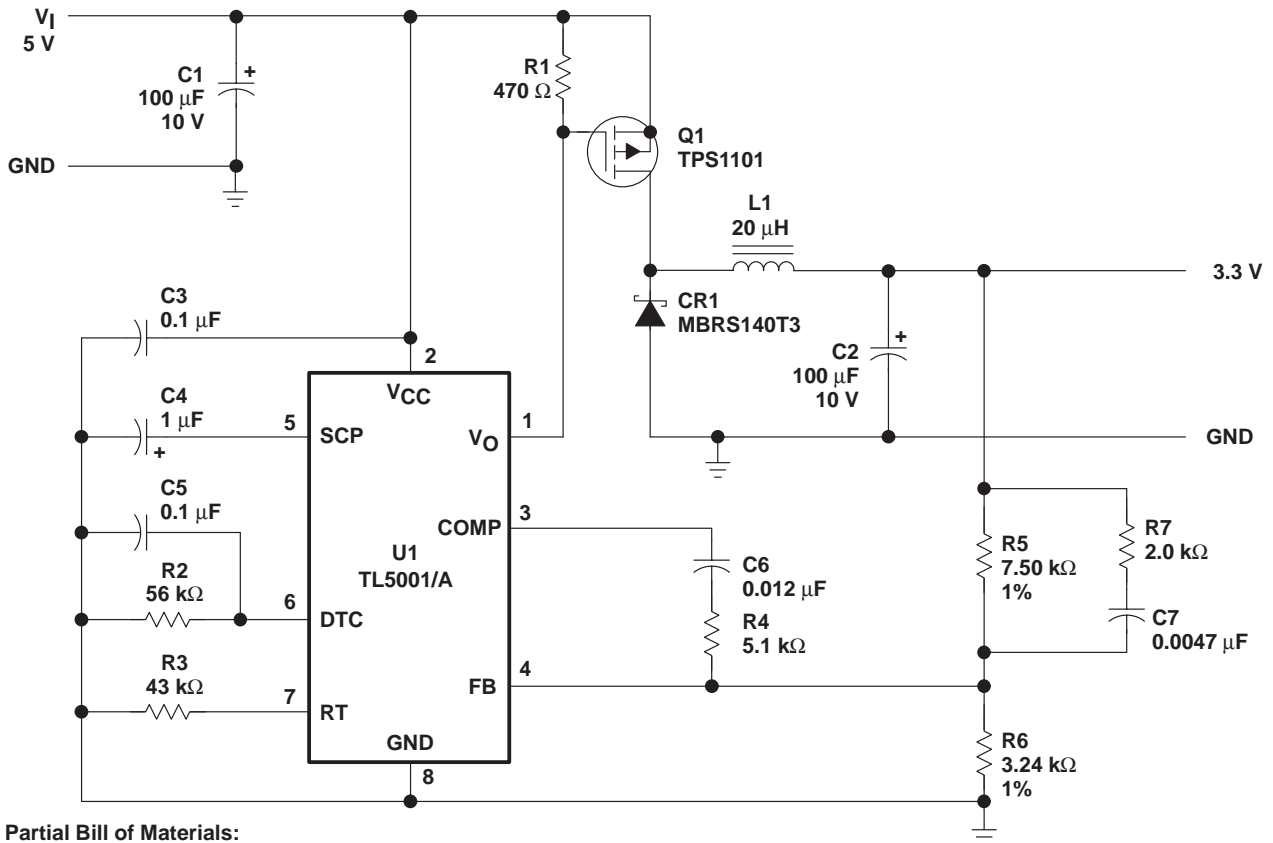 VI
5 V
C1
100 μF
10 V
+
GND
R1
470 Ω
Q1
TPS1101
L1
20 μH
3.3 V
CR1
MBRS140T3
C2
100 μF
10 V
+
GND
C3
0.1 μF
2
VCC
C4
1 μF
+
5
SCP
1
VO
C5
0.1 μF
3
COMP
U1
TL5001/A
R2
56 kΩ
6
DTC
C6
0.012 μF
R4
5.1 kΩ
R5
7.50 kΩ
1%
R7
2.0 kΩ
C7
0.0047 μF
R3
43 kΩ
7
RT
4
FB
GND
8
R6
3.24 kΩ
1%
Partial Bill of Materials: